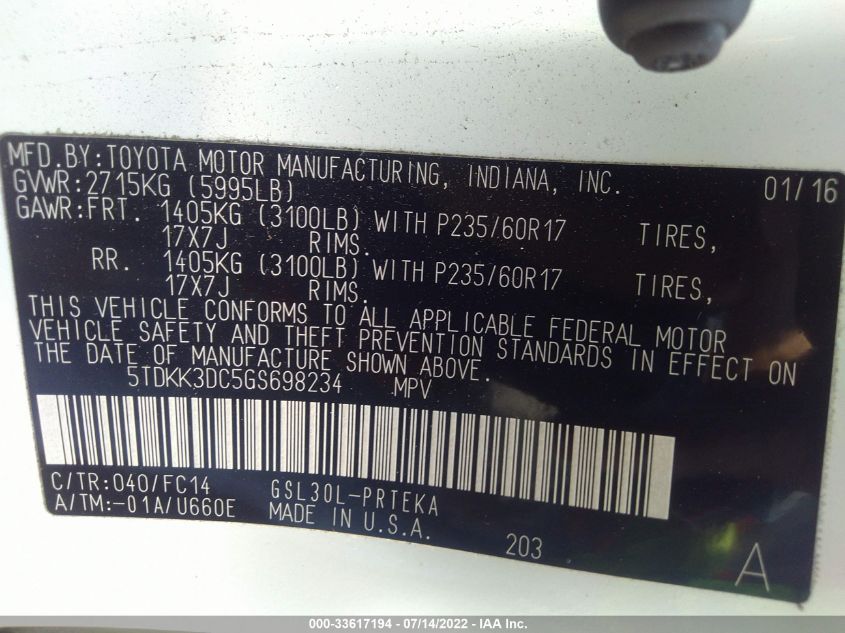 MFD.BY:TOYOTA MOTOR MANUFACTURING, INDIANA, INC. 01/16
GVWR:2715KG (5995LB)
GAWR:FRT. 1405KG (3100LB) WITH P235/60R17 TIRES,
17X7J RIMS.
RR. 1405KG (3100LB) WITH P235/60R17 TIRES,
17X7J RIMS.
THIS VEHICLE CONFORMS TO ALL APPLICABLE FEDERAL MOTOR
VEHICLE SAFETY AND THEFT PREVENTION STANDARDS IN EFFECT ON
THE DATE OF MANUFACTURE SHOWN ABOVE.
5TDKK3DC5GS698234 MPV
C/TR:040/FC14 GSL30L-PRTEKA
A/TM:-01A/U660E MADE IN U.S.A.
203 A
000-33617194 - 07/14/2022 - IAA Inc.